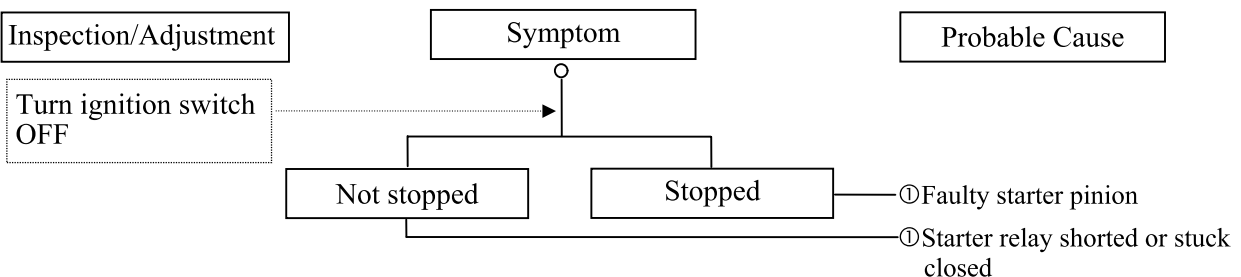 Inspection/Adjustment
Symptom
Probable Cause
Turn ignition switch
OFF
Not stopped
Stopped
①Faulty starter pinion
①Starter relay shorted or stuck
closed